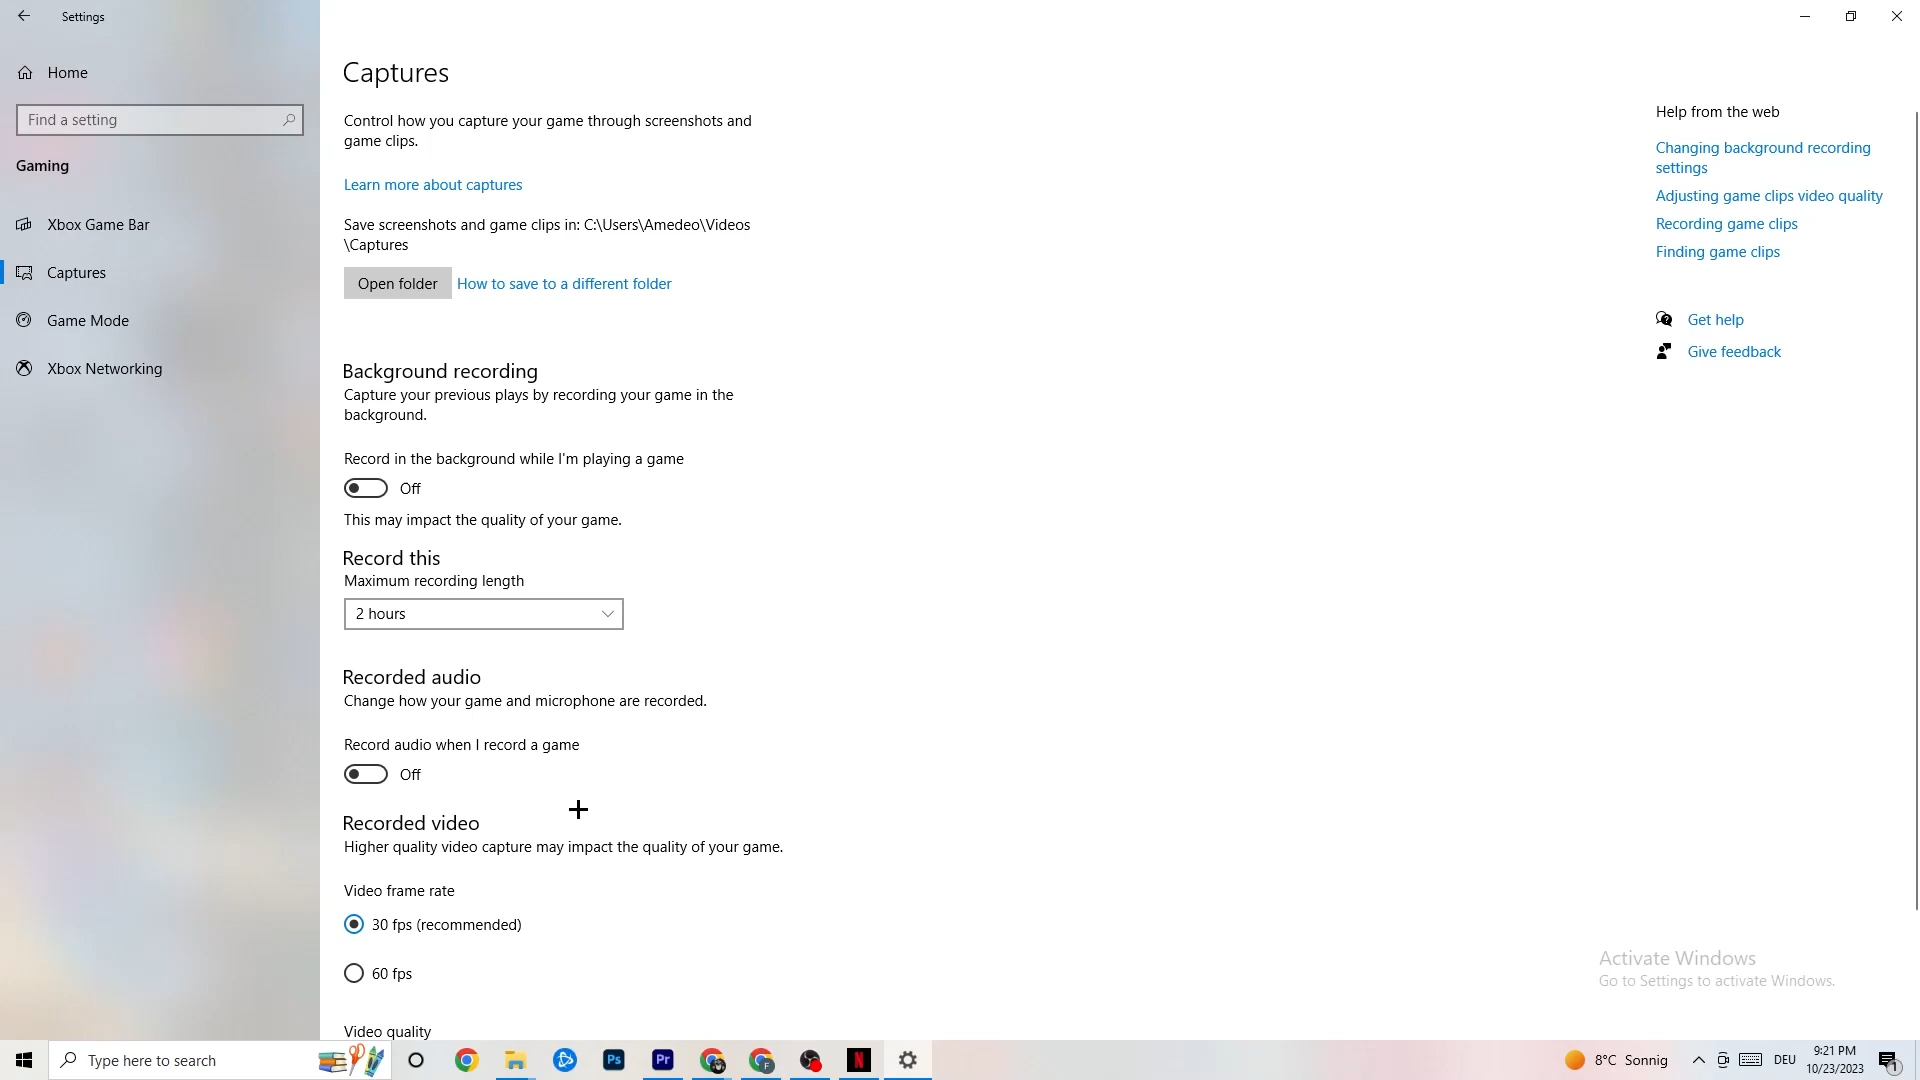 Settings
Home
Find a setting
Gaming
Xbox Game Bar
Captures
Game Mode
Xbox Networking
Captures
Control how you capture your game through screenshots and
game clips.
Learn more about captures
Save screenshots and game clips in: C:\Users\Amedeo\Videos
\Captures
Open folder
How to save to a different folder
Background recording
Capture your previous plays by recording your game in the
background.
Record in the background while I'm playing a game
Off
This may impact the quality of your game.
Record this
Maximum recording length
2 hours
Recorded audio
Change how your game and microphone are recorded.
Record audio when I record a game
Off
Recorded video
Higher quality video capture may impact the quality of your game.
Video frame rate
30 fps (recommended)
60 fps
Video quality
Help from the web
Changing background recording
settings
Adjusting game clips video quality
Recording game clips
Finding game clips
Get help
Give feedback
Activate Windows
Go to Settings to activate Windows.
Type here to search
Ps
Pr
F
N
8°C Sonnig
DEU
9:21 PM
10/23/2023
1